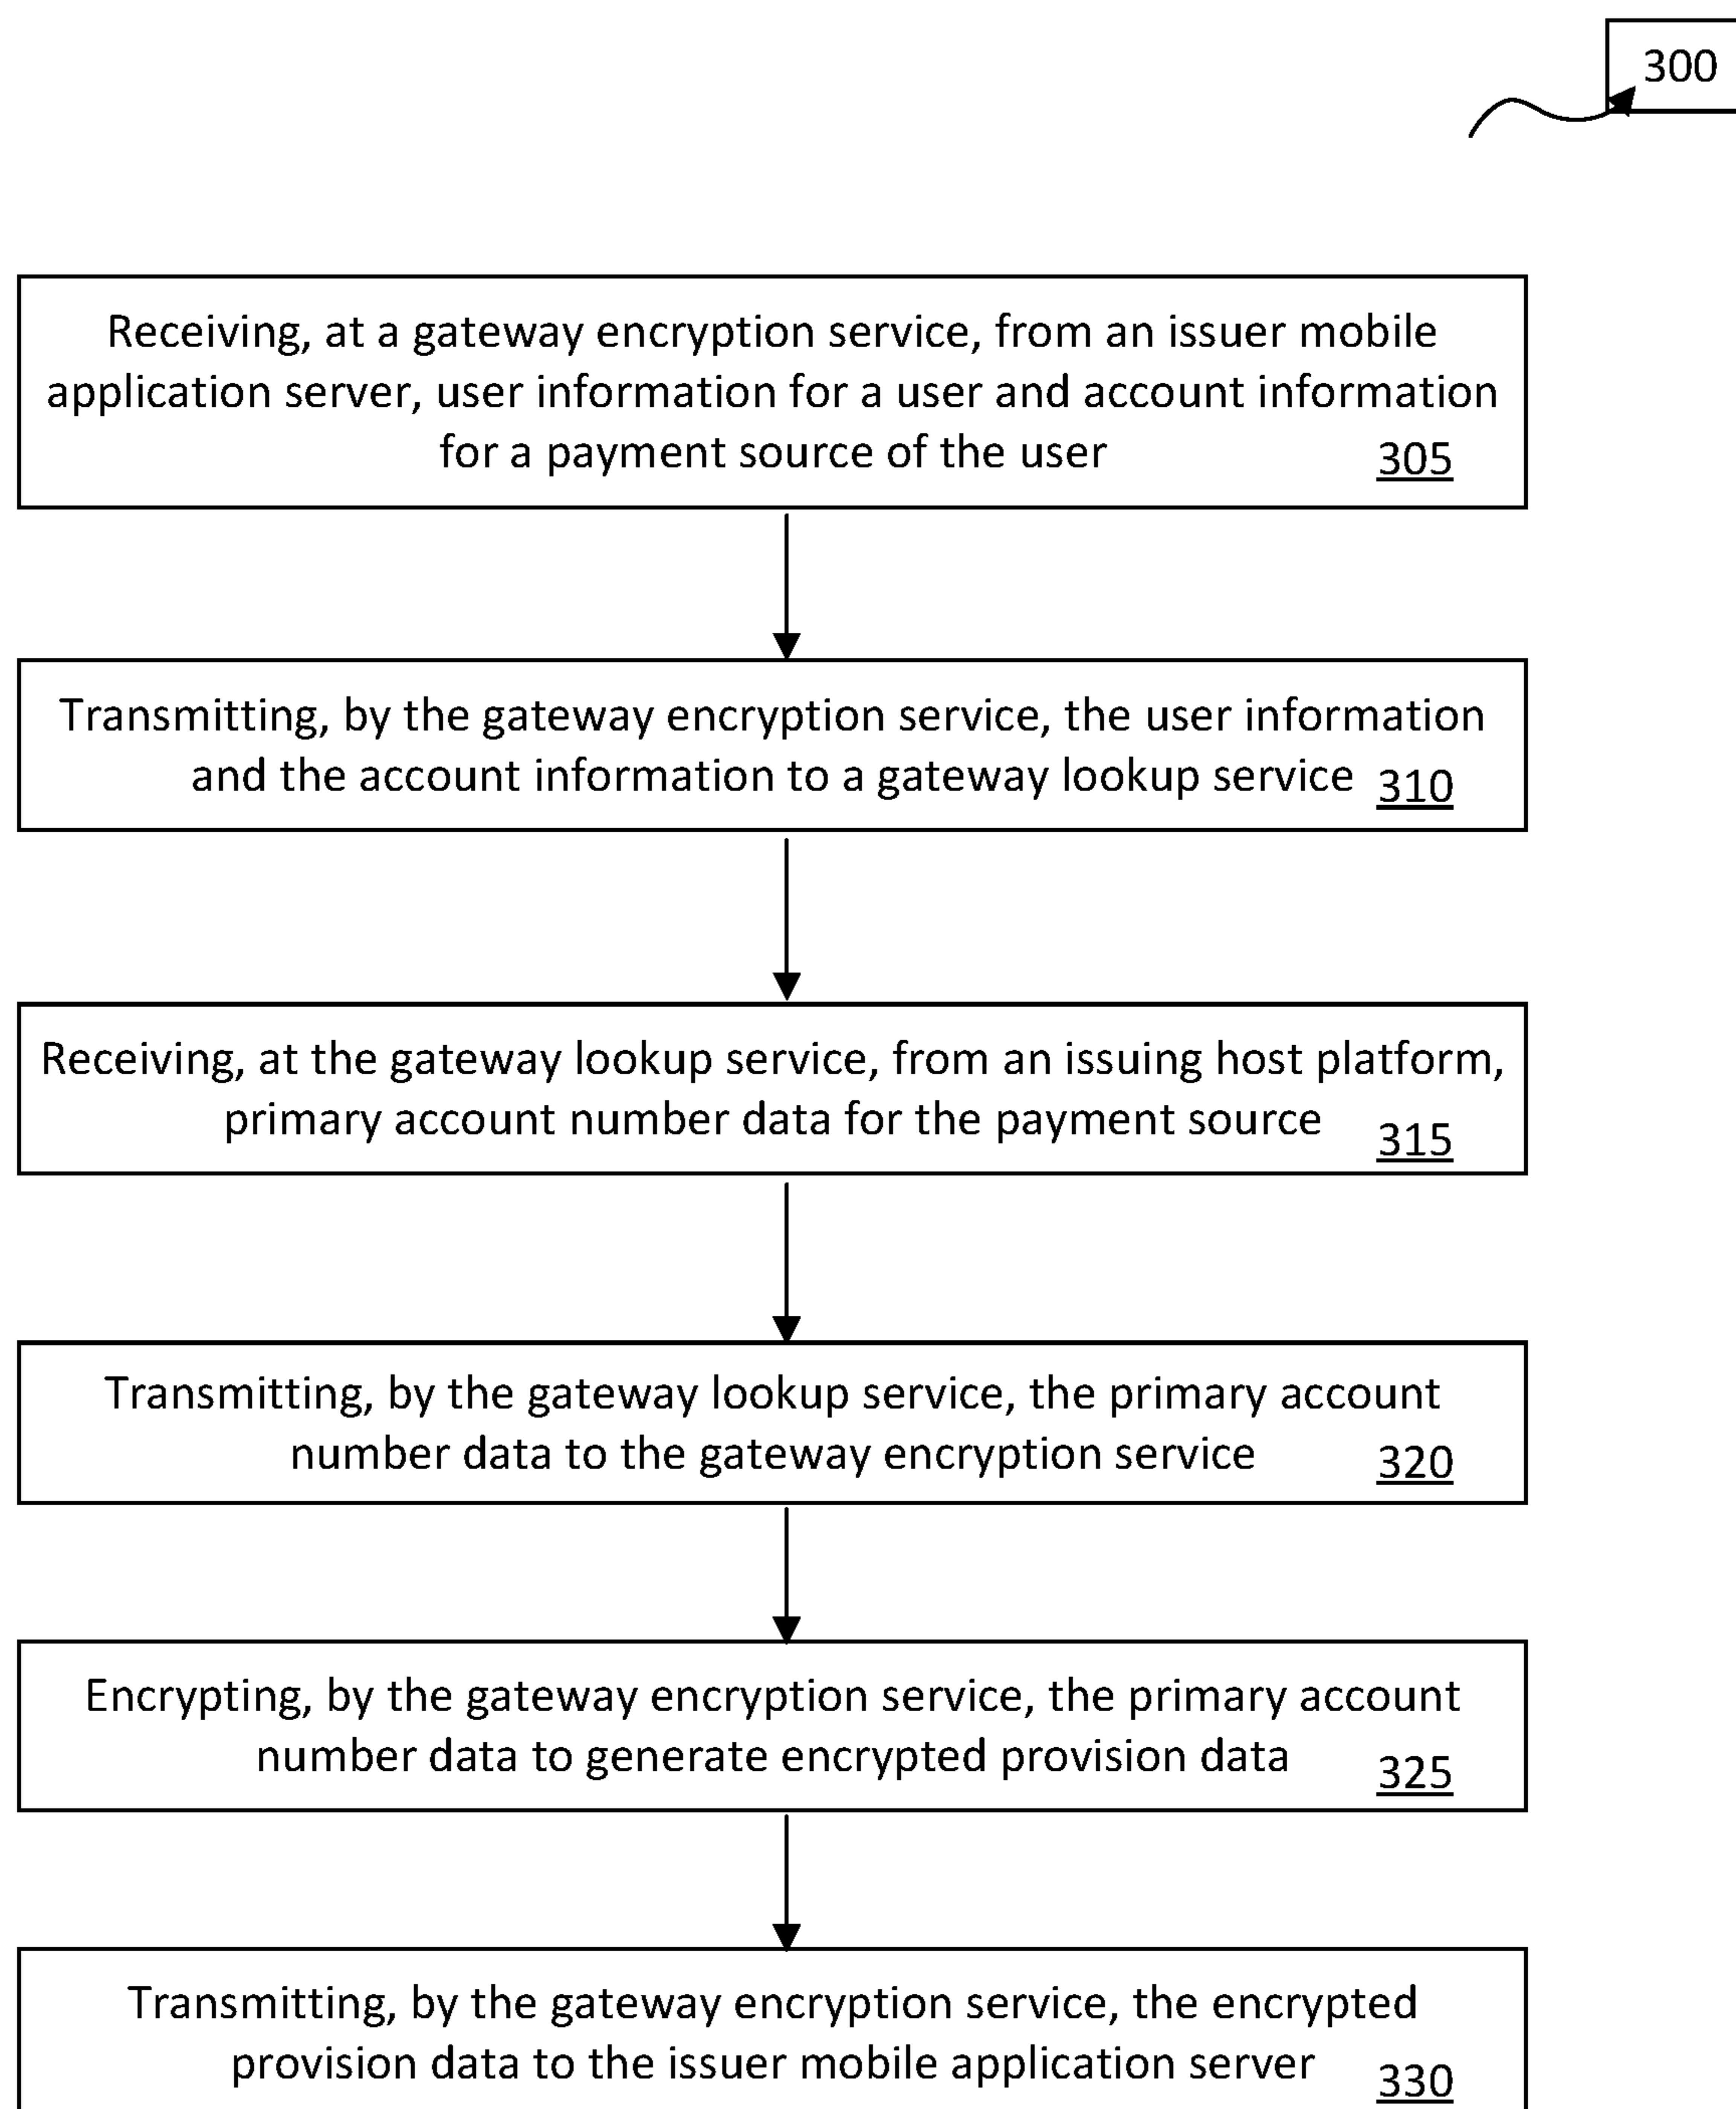 300
Receiving, at a gateway encryption service, from an issuer mobile
application server, user information for a user and account information
for a payment source of the user 305
Transmitting, by the gateway encryption service, the user information
and the account information to a gateway lookup service 310
Receiving, at the gateway lookup service, from an issuing host platform,
primary account number data for the payment source 315
Transmitting, by the gateway lookup service, the primary account
number data to the gateway encryption service 320
Encrypting, by the gateway encryption service, the primary account
number data to generate encrypted provision data 325
Transmitting, by the gateway encryption service, the encrypted
provision data to the issuer mobile application server 330